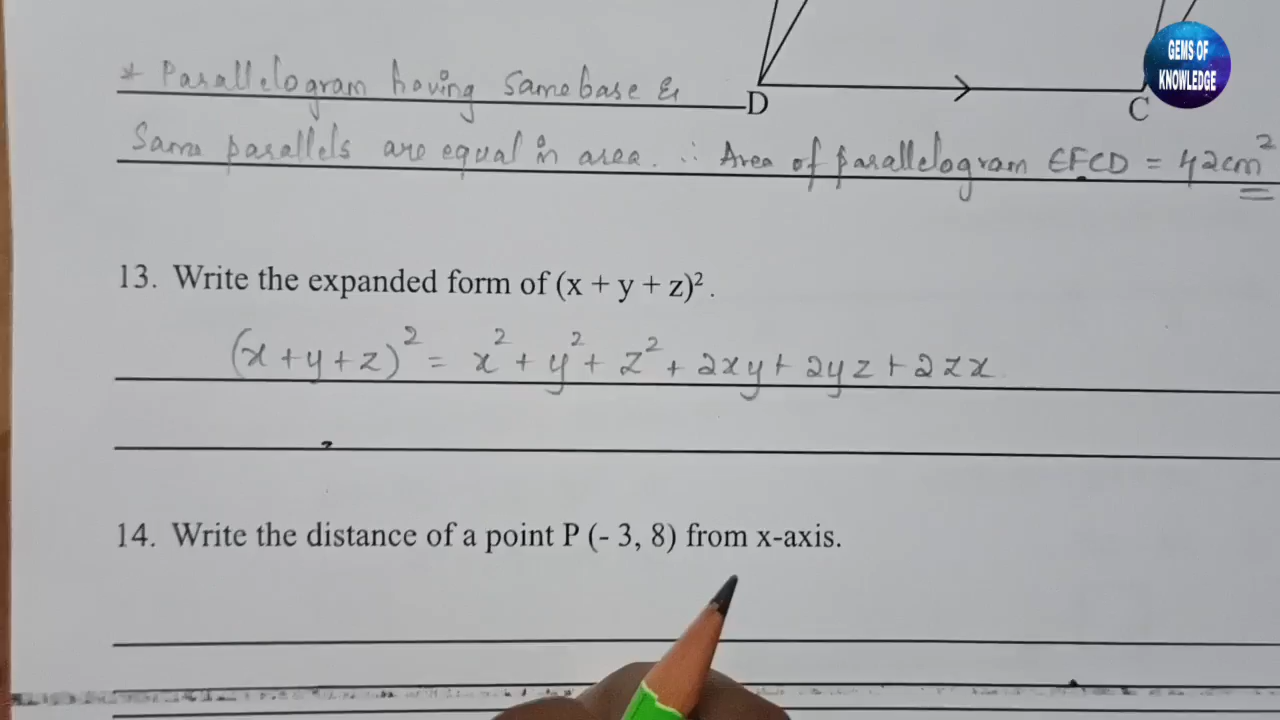 GEMS OF
KNOWLEDGE
* Parallelogram having same base &
D
C
Same parallels are equal in area. ∴ Area of parallelogram EFCD = 42cm²
13. Write the expanded form of (x + y + z)² .
(x + y + z)² = x² + y² + z² + 2xy + 2yz + 2zx
14. Write the distance of a point P (- 3, 8) from x-axis.